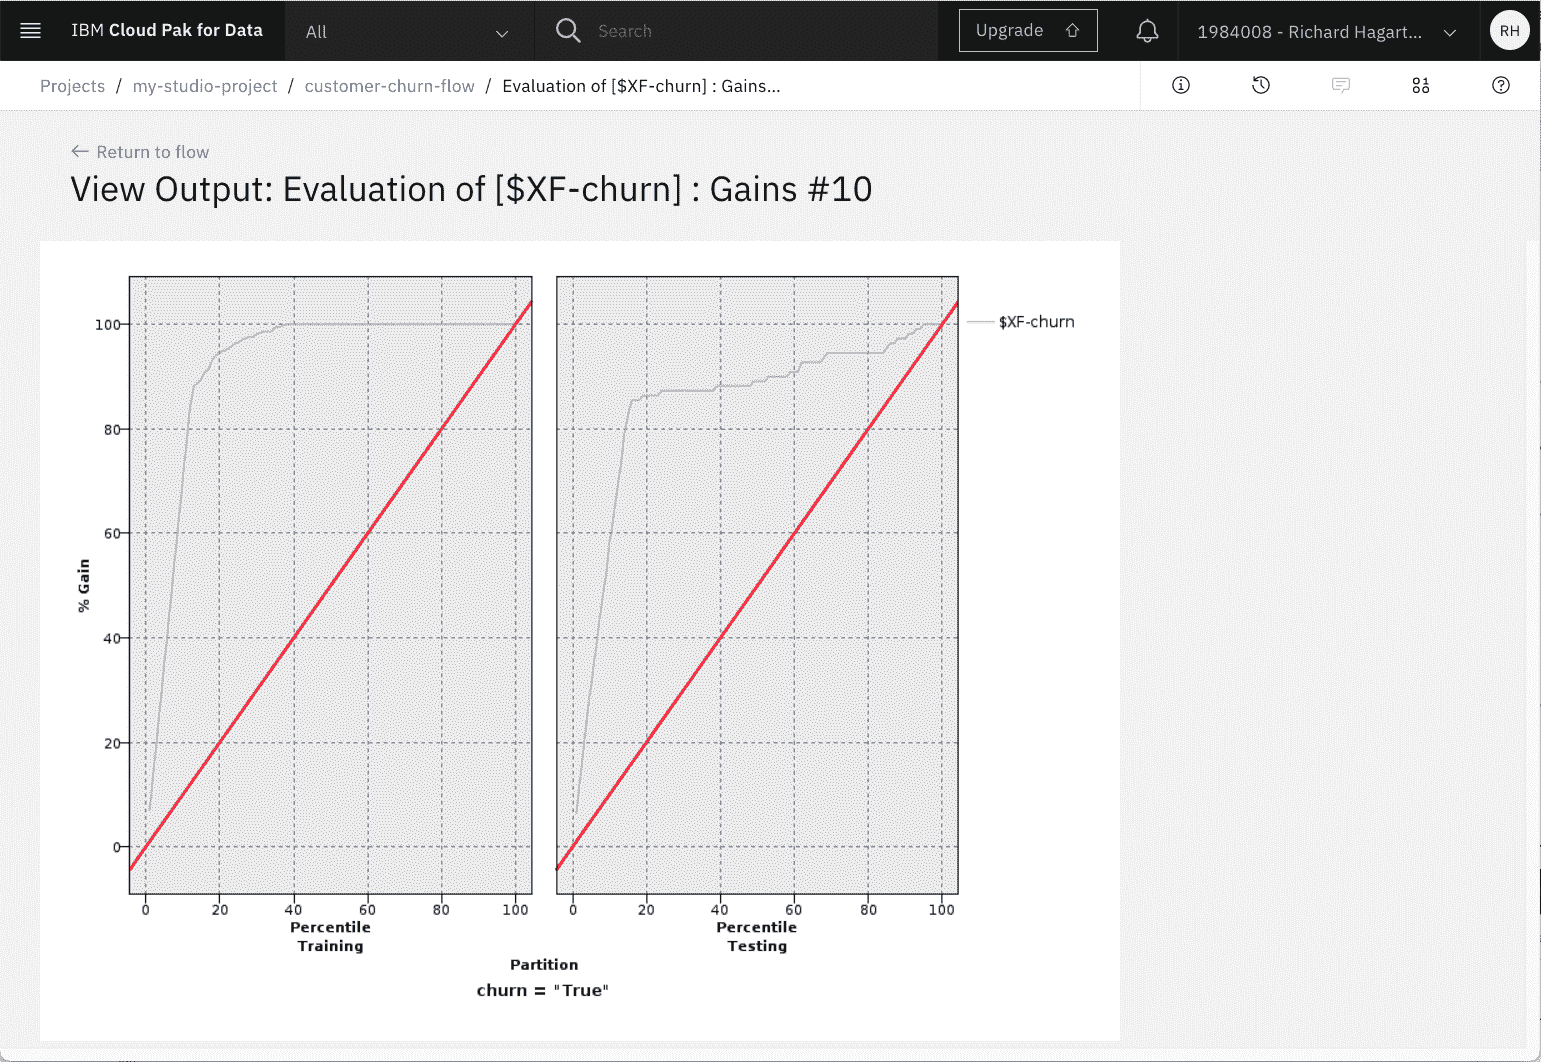 IBM Cloud Pak for Data All Search Upgrade 1984008 - Richard Hagart... RH
Projects / my-studio-project / customer-churn-flow / Evaluation of [$XF-churn] : Gains...
Return to flow
View Output: Evaluation of [$XF-churn] : Gains #10
100
80
60
40
20
0
% Gain
$XF-churn
0 20 40 60 80 100
Percentile
Training
0 20 40 60 80 100
Percentile
Testing
Partition
churn = "True"